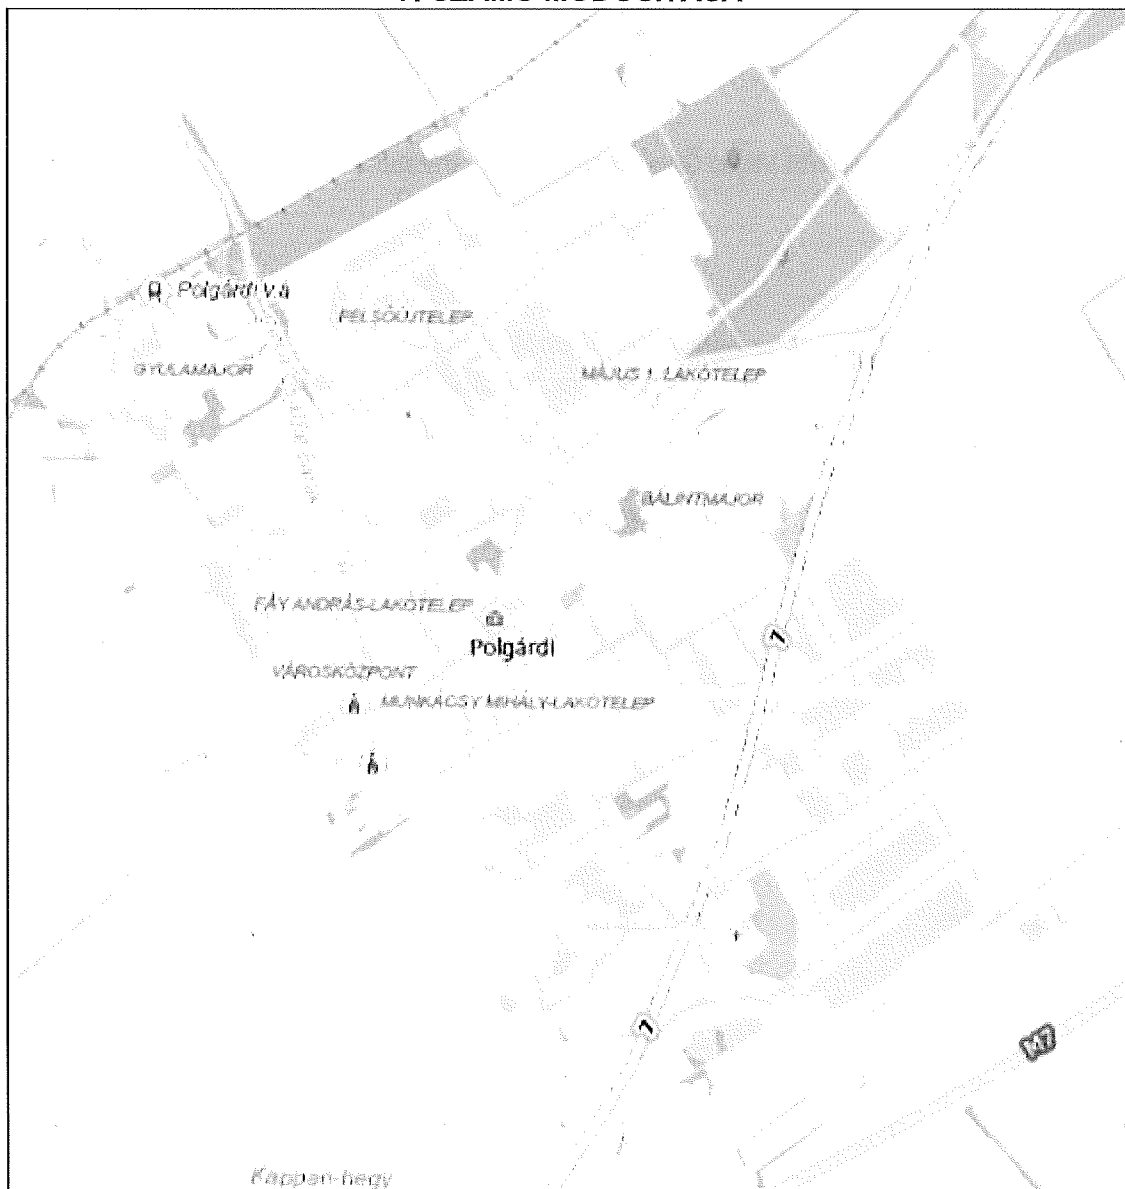 Polgárdi v.á
FELSŐÚJTELEP
GYULAMAJOR
MÁJUS 1. LAKÓTELEP
BÁLINTMAJOR
FÁY ANDRÁS-LAKÓTELEP
Polgárdi
7
VÁROSKÖZPONT
MUNKÁCSY MIHÁLY-LAKÓTELEP
7
M7
Kappan-hegy